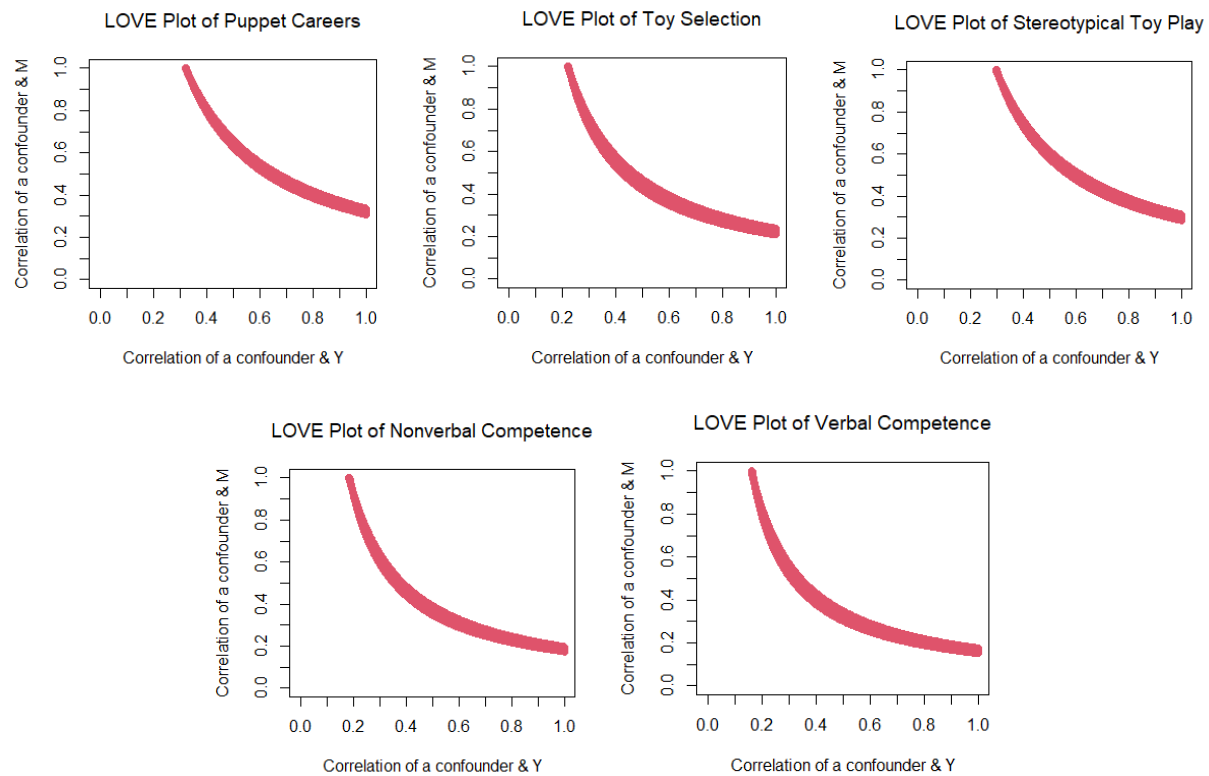 LOVE Plot of Puppet Careers
Correlation of a confounder & M
0.0 0.2 0.4 0.6 0.8 1.0
0.0 0.2 0.4 0.6 0.8 1.0
Correlation of a confounder & Y
LOVE Plot of Toy Selection
Correlation of a confounder & M
0.0 0.2 0.4 0.6 0.8 1.0
0.0 0.2 0.4 0.6 0.8 1.0
Correlation of a confounder & Y
LOVE Plot of Stereotypical Toy Play
Correlation of a confounder & M
0.0 0.2 0.4 0.6 0.8 1.0
0.0 0.2 0.4 0.6 0.8 1.0
Correlation of a confounder & Y
LOVE Plot of Nonverbal Competence
Correlation of a confounder & M
0.0 0.2 0.4 0.6 0.8 1.0
0.0 0.2 0.4 0.6 0.8 1.0
Correlation of a confounder & Y
LOVE Plot of Verbal Competence
Correlation of a confounder & M
0.0 0.2 0.4 0.6 0.8 1.0
0.0 0.2 0.4 0.6 0.8 1.0
Correlation of a confounder & Y